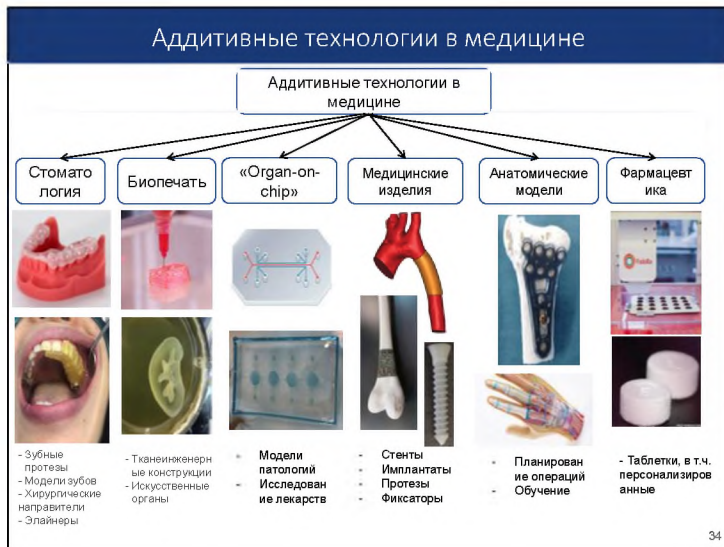 Аддитивные технологии в медицине
Аддитивные технологии в
медицине
Стомато
логия
Биопечать
«Organ-on-
chip»
Медицинские
изделия
Анатомические
модели
Фармацевт
ика
- Зубные
протезы
- Модели зубов
- Хирургические
направители
- Элайнеры
- Тканеинженерн
ые конструкции
- Искусственные
органы
• Модели
патологий
• Исследован
ие лекарств
• Стенты
• Имплантаты
• Протезы
• Фиксаторы
• Планирован
ие операций
• Обучение
- Таблетки, в т.ч.
персонализиров
анные
34